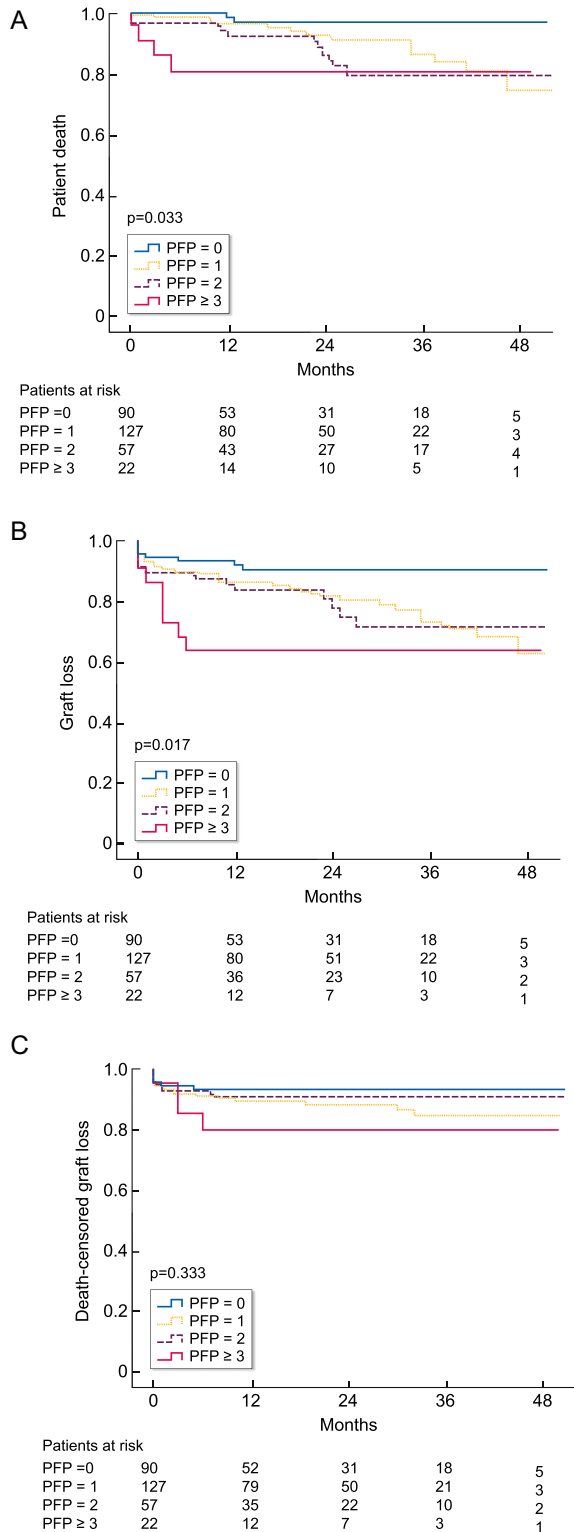 A
1.0
0.8
0.6
0.4
0.2
0
Patient death
p=0.033
PFP = 0
PFP = 1
PFP = 2
PFP ≥ 3
0 12 24 36 48
Months
Patients at risk
PFP =0 90 53 31 18 5
PFP = 1 127 80 50 22 3
PFP = 2 57 43 27 17 4
PFP ≥ 3 22 14 10 5 1
B
1.0
0.8
0.6
0.4
0.2
0
Graft loss
p=0.017
PFP = 0
PFP = 1
PFP = 2
PFP ≥ 3
0 12 24 36 48
Months
Patients at risk
PFP =0 90 53 31 18 5
PFP = 1 127 80 51 22 3
PFP = 2 57 36 23 10 2
PFP ≥ 3 22 12 7 3 1
C
1.0
0.8
0.6
0.4
0.2
0
Death-censored graft loss
p=0.333
PFP = 0
PFP = 1
PFP = 2
PFP ≥ 3
0 12 24 36 48
Months
Patients at risk
PFP =0 90 52 31 18 5
PFP = 1 127 79 50 21 3
PFP = 2 57 35 22 10 2
PFP ≥ 3 22 12 7 3 1